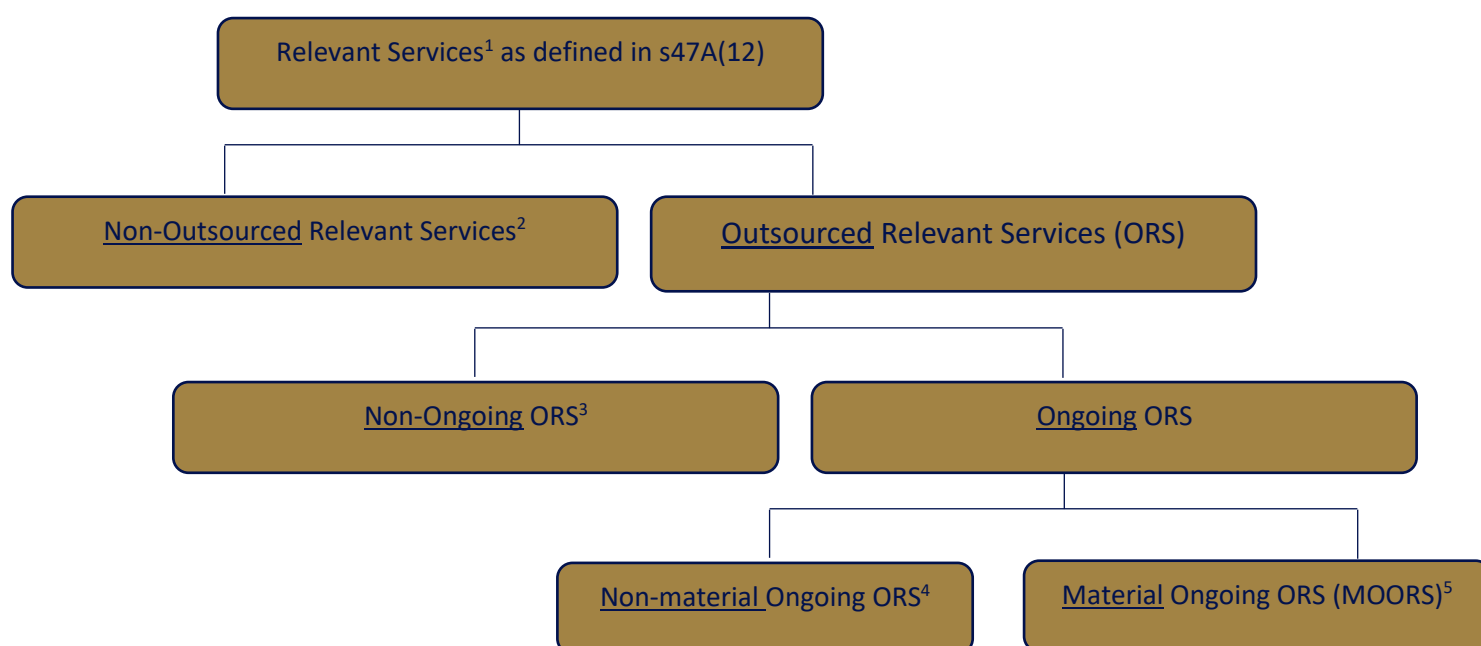 Relevant Services¹ as defined in s47A(12)
Non-Outsourced Relevant Services²
Outsourced Relevant Services (ORS)
Non-Ongoing ORS³
Ongoing ORS
Non-material Ongoing ORS⁴
Material Ongoing ORS (MOORS)⁵